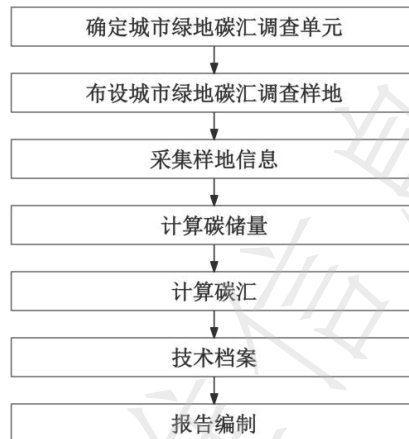 确定城市绿地碳汇调查单元
布设城市绿地碳汇调查样地
采集样地信息
计算碳储量
计算碳汇
技术档案
报告编制